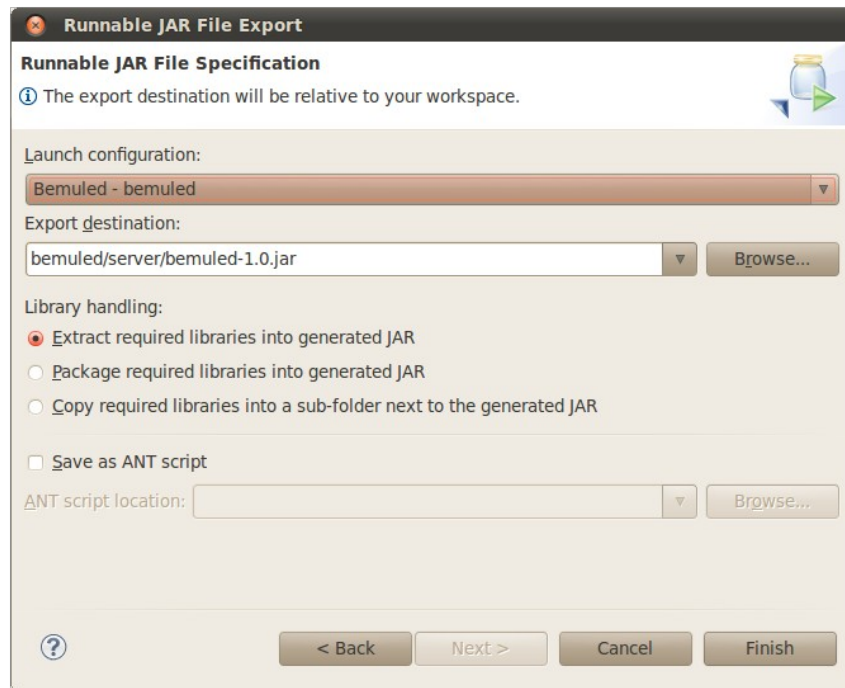 Runnable JAR File Export
Runnable JAR File Specification
The export destination will be relative to your workspace.
Launch configuration:
Bemuled - bemuled
Export destination:
bemuled/server/bemuled-1.0.jar
Browse...
Library handling:
Extract required libraries into generated JAR
Package required libraries into generated JAR
Copy required libraries into a sub-folder next to the generated JAR
Save as ANT script
ANT script location:
Browse...
?
< Back
Next >
Cancel
Finish